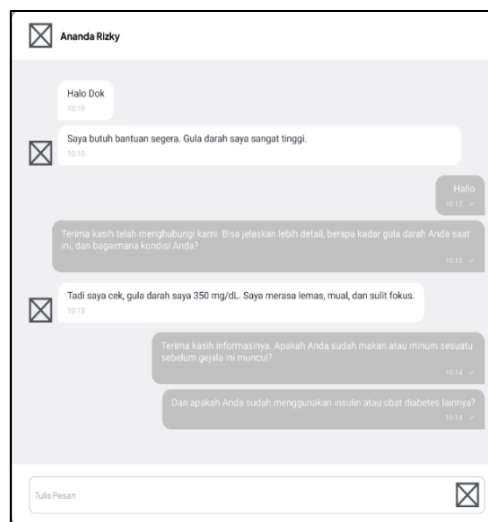 Ananda Rizky
Halo Dok
10:10
Saya butuh bantuan segera. Gula darah saya sangat tinggi.
10:10
Hallo
10:12
Terima kasih telah menghubungi kami. Bisa jelaskan lebih detail, berapa kadar gula darah Anda saat
ini, dan bagaimana kondisi Anda?
10:12
Tadi saya cek, gula darah saya 350 mg/dL. Saya merasa lemas, mual, dan sulit fokus.
10:13
Terima kasih informasinya. Apakah Anda sudah makan atau minum sesuatu
sebelum gejala ini muncul?
10:14
Dan apakah Anda sudah menggunakan insulin atau obat diabetes lainnya?
10:14
Tulis Pesan